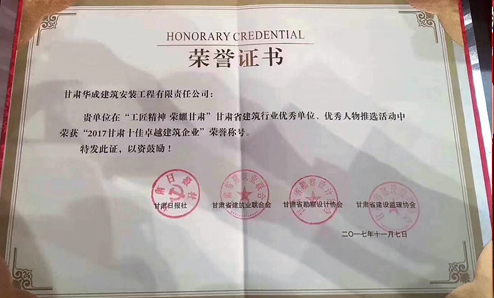 HONORARY CREDENTIAL
荣誉证书
甘肃华成建筑安装工程有限责任公司：
贵单位在“工匠精神 荣耀甘肃”甘肃省建筑行业优秀单位、优秀人物推选活动中
荣获“2017甘肃十佳卓越建筑企业”荣誉称号。
特发此证，以资鼓励！
甘肃日报社 甘肃省建筑业联合会 甘肃省勘察设计协会 甘肃省建设监理协会
二〇一七年十一月七日